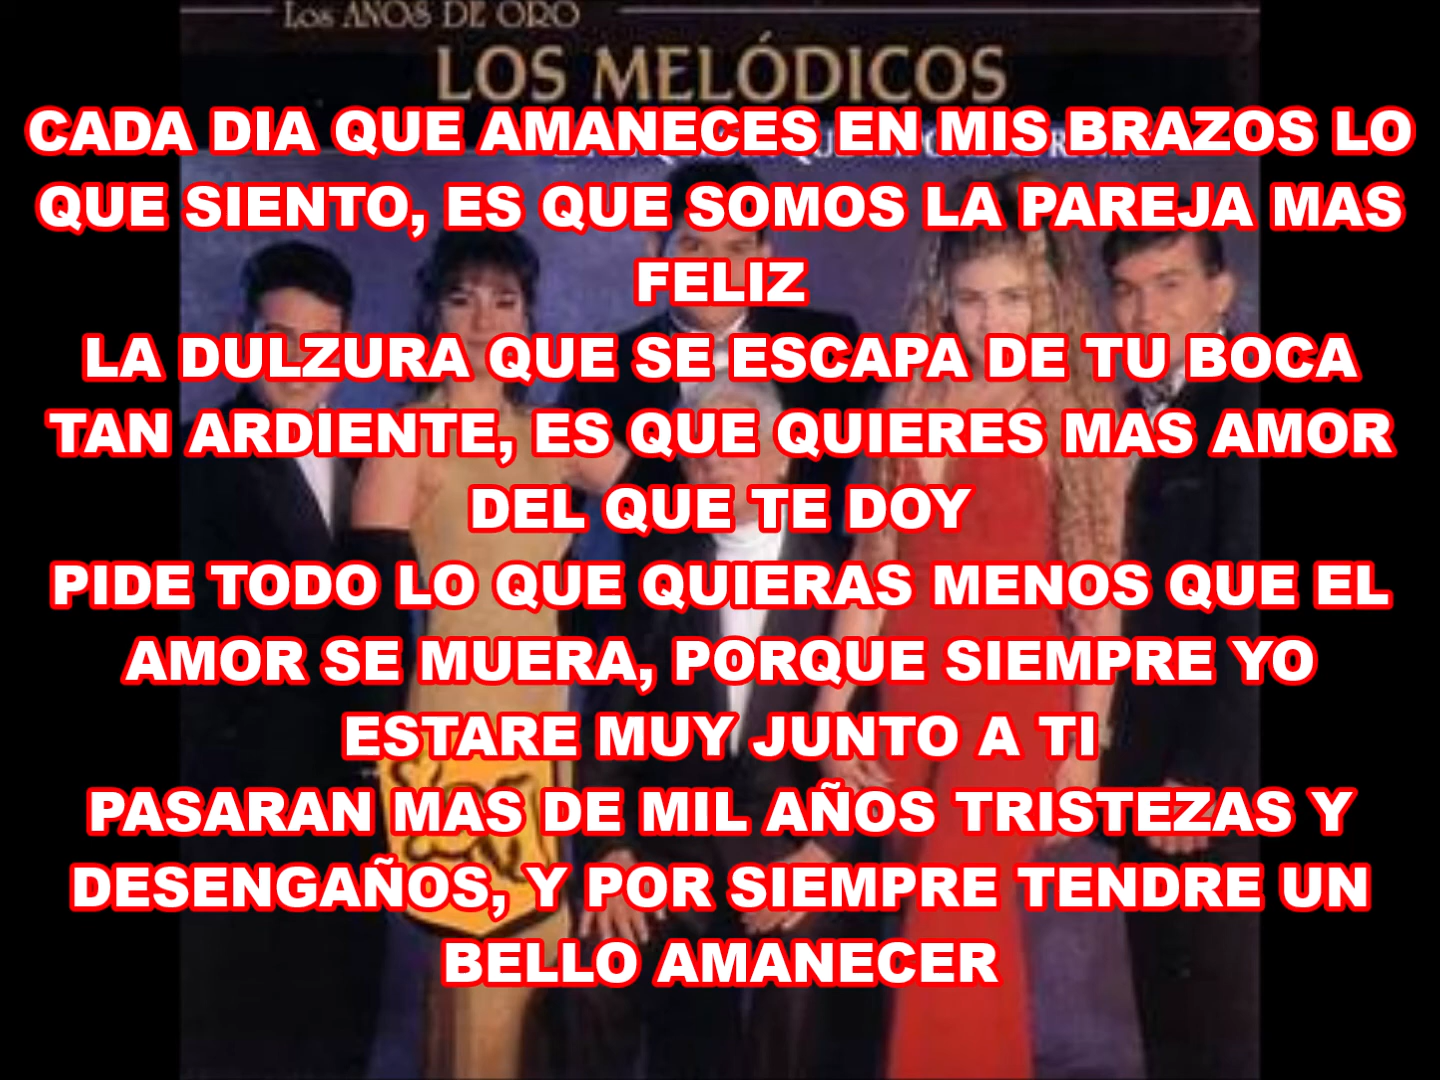 Los AÑOS DE ORO
LOS MELÓDICOS
CADA DIA QUE AMANECES EN MIS BRAZOS LO
QUE SIENTO, ES QUE SOMOS LA PAREJA MAS
FELIZ
LA DULZURA QUE SE ESCAPA DE TU BOCA
TAN ARDIENTE, ES QUE QUIERES MAS AMOR
DEL QUE TE DOY
PIDE TODO LO QUE QUIERAS MENOS QUE EL
AMOR SE MUERA, PORQUE SIEMPRE YO
ESTARE MUY JUNTO A TI
PASARAN MAS DE MIL AÑOS TRISTEZAS Y
DESENGAÑOS, Y POR SIEMPRE TENDRE UN
BELLO AMANECER